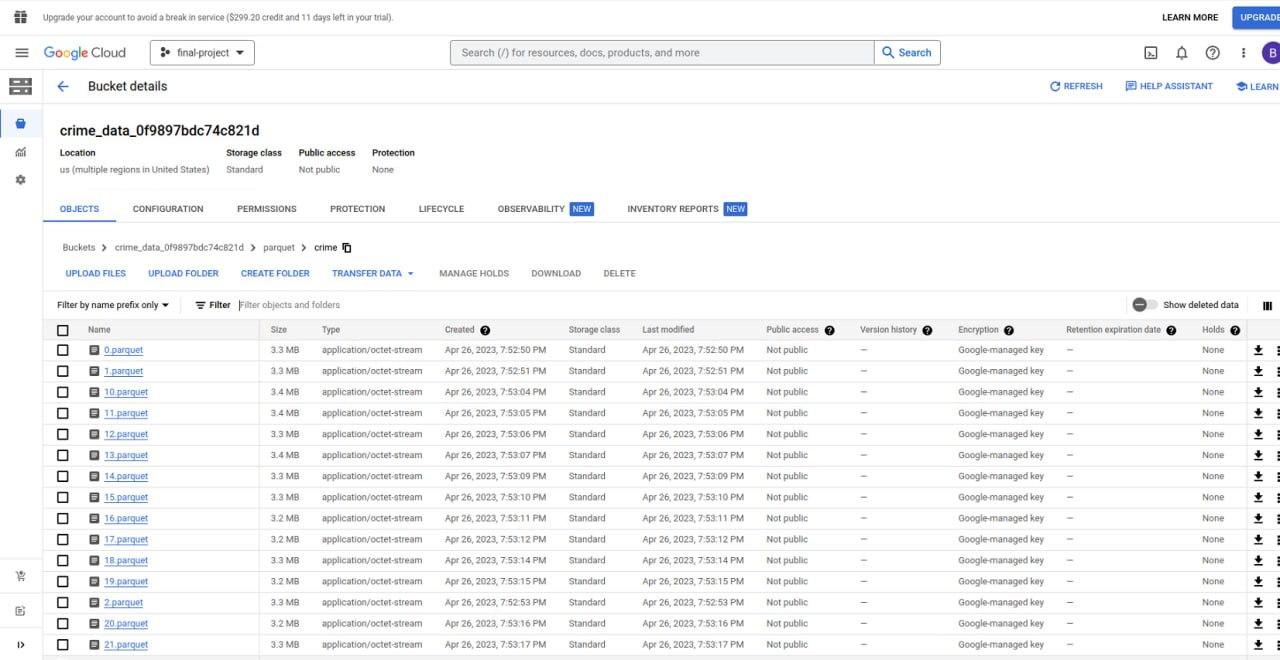 Upgrade your account to avoid a break in service ($299.20 credit and 11 days left in your trial).
LEARN MORE
UPGRADE
Google Cloud
final-project
Search (/) for resources, docs, products, and more
Search
B
Bucket details
REFRESH
HELP ASSISTANT
LEARN
crime_data_0f9897bdc74c821d
Location Storage class Public access Protection
us (multiple regions in United States) Standard Not public None
OBJECTS CONFIGURATION PERMISSIONS PROTECTION LIFECYCLE OBSERVABILITY NEW INVENTORY REPORTS NEW
Buckets > crime_data_0f9897bdc74c821d > parquet > crime
UPLOAD FILES UPLOAD FOLDER CREATE FOLDER TRANSFER DATA MANAGE HOLDS DOWNLOAD DELETE
Filter by name prefix only Filter Filter objects and folders Show deleted data
Name Size Type Created Storage class Last modified Public access Version history Encryption Retention expiration date Holds
0.parquet 3.3 MB application/octet-stream Apr 26, 2023, 7:52:50 PM Standard Apr 26, 2023, 7:52:50 PM Not public — Google-managed key — None
1.parquet 3.3 MB application/octet-stream Apr 26, 2023, 7:52:51 PM Standard Apr 26, 2023, 7:52:51 PM Not public — Google-managed key — None
10.parquet 3.4 MB application/octet-stream Apr 26, 2023, 7:53:04 PM Standard Apr 26, 2023, 7:53:04 PM Not public — Google-managed key — None
11.parquet 3.4 MB application/octet-stream Apr 26, 2023, 7:53:05 PM Standard Apr 26, 2023, 7:53:05 PM Not public — Google-managed key — None
12.parquet 3.3 MB application/octet-stream Apr 26, 2023, 7:53:06 PM Standard Apr 26, 2023, 7:53:06 PM Not public — Google-managed key — None
13.parquet 3.4 MB application/octet-stream Apr 26, 2023, 7:53:07 PM Standard Apr 26, 2023, 7:53:07 PM Not public — Google-managed key — None
14.parquet 3.3 MB application/octet-stream Apr 26, 2023, 7:53:09 PM Standard Apr 26, 2023, 7:53:09 PM Not public — Google-managed key — None
15.parquet 3.3 MB application/octet-stream Apr 26, 2023, 7:53:10 PM Standard Apr 26, 2023, 7:53:10 PM Not public — Google-managed key — None
16.parquet 3.2 MB application/octet-stream Apr 26, 2023, 7:53:11 PM Standard Apr 26, 2023, 7:53:11 PM Not public — Google-managed key — None
17.parquet 3.2 MB application/octet-stream Apr 26, 2023, 7:53:12 PM Standard Apr 26, 2023, 7:53:12 PM Not public — Google-managed key — None
18.parquet 3.3 MB application/octet-stream Apr 26, 2023, 7:53:14 PM Standard Apr 26, 2023, 7:53:14 PM Not public — Google-managed key — None
19.parquet 3.2 MB application/octet-stream Apr 26, 2023, 7:53:15 PM Standard Apr 26, 2023, 7:53:15 PM Not public — Google-managed key — None
2.parquet 3.3 MB application/octet-stream Apr 26, 2023, 7:52:53 PM Standard Apr 26, 2023, 7:52:53 PM Not public — Google-managed key — None
20.parquet 3.2 MB application/octet-stream Apr 26, 2023, 7:53:16 PM Standard Apr 26, 2023, 7:53:16 PM Not public — Google-managed key — None
21.parquet 3.3 MB application/octet-stream Apr 26, 2023, 7:53:17 PM Standard Apr 26, 2023, 7:53:17 PM Not public — Google-managed key — None